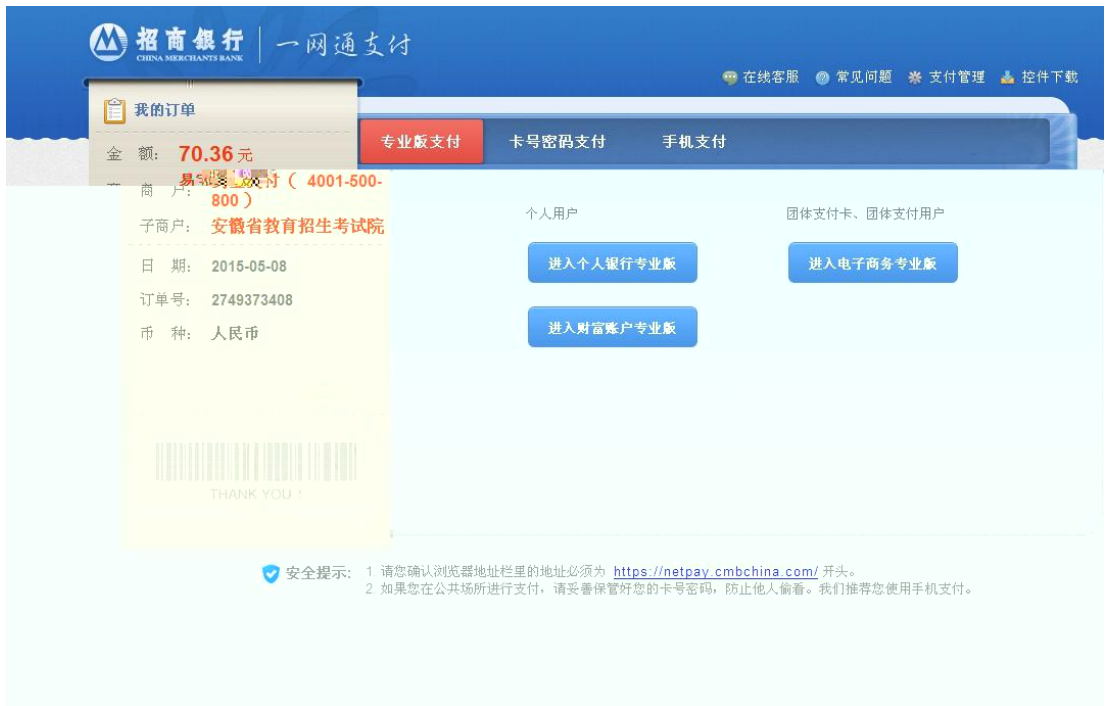 招商银行
CHINA MERCHANTS BANK
一网通支付
在线客服 常见问题 支付管理 控件下载
我的订单
专业版支付 卡号密码支付 手机支付
金 额: 70.36 元
商 户: 支付 ( 4001-500-
800 )
子商户: 安徽省教育招生考试院
日 期: 2015-05-08
订单号: 2749373408
币 种: 人民币
个人用户
团体支付卡、团体支付用户
进入个人银行专业版
进入电子商务专业版
进入财富账户专业版
THANK YOU !
安全提示: 1 请您确认浏览器地址栏里的地址必须为 https://netpay.cmbchina.com/ 开头。
2 如果您在公共场所进行支付，请妥善保管好您的卡号密码，防止他人偷看。我们推荐您使用手机支付。